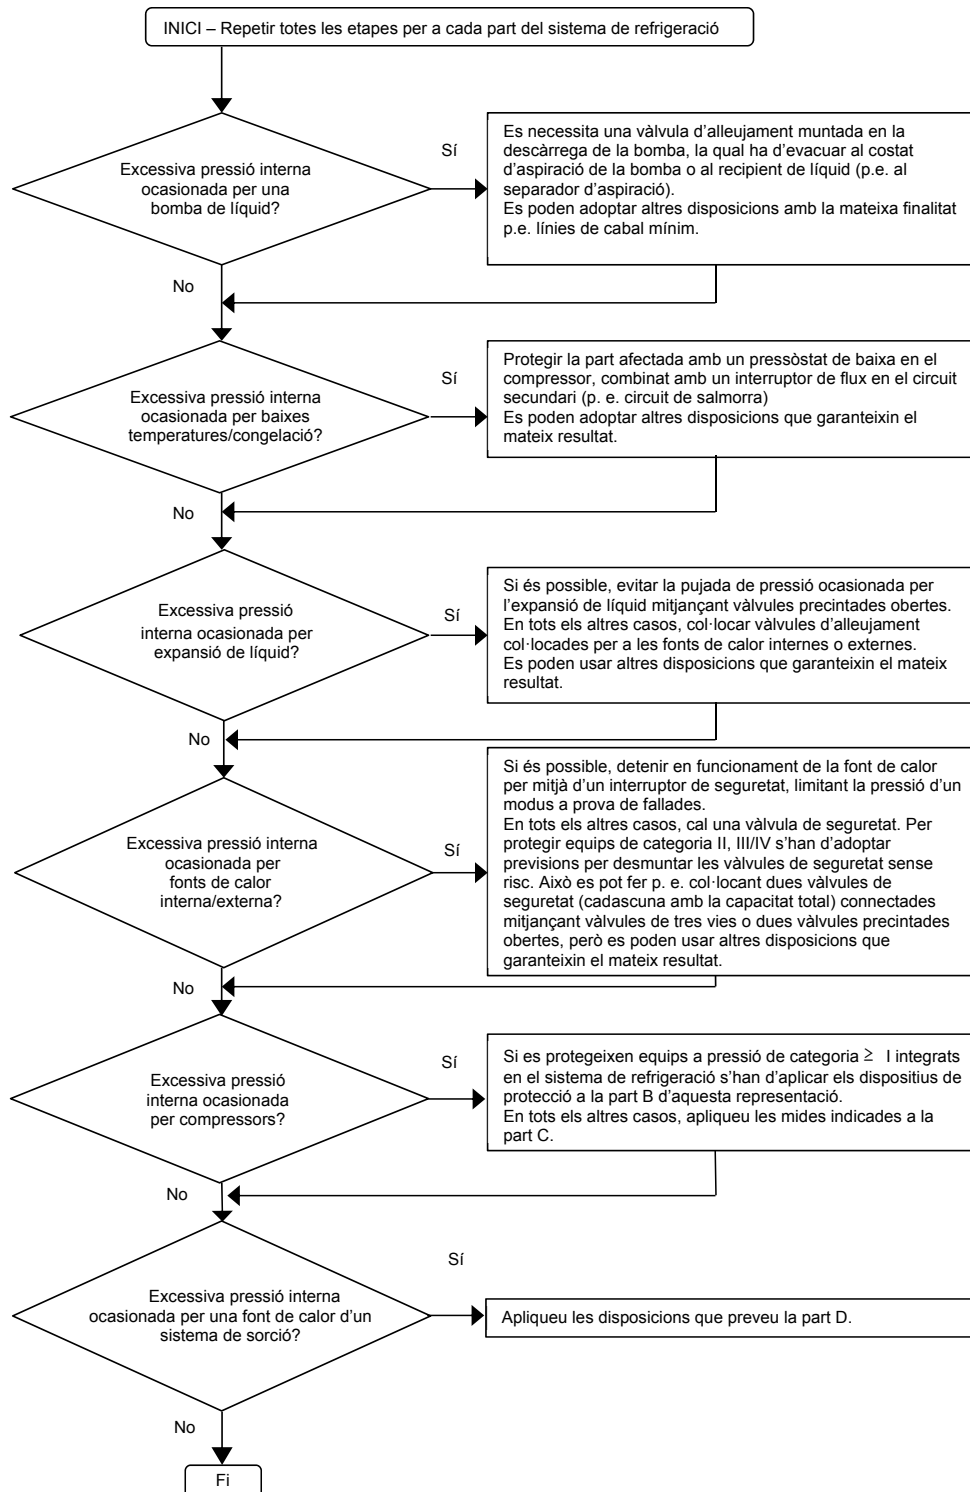 INICI – Repetir totes les etapes per a cada part del sistema de refrigeració
Excessiva pressió interna
ocasionada per una
bomba de líquid?
Sí
Es necessita una vàlvula d'alleujament muntada en la
descàrrega de la bomba, la qual ha d'evacuar al costat
d'aspiració de la bomba o al recipient de líquid (p.e. al
separador d'aspiració).
Es poden adoptar altres disposicions amb la mateixa finalitat
p.e. línies de cabal mínim.
No
Excessiva pressió interna
ocasionada per baixes
temperatures/congelació?
Sí
Protegir la part afectada amb un pressòstat de baixa en el
compressor, combinat amb un interruptor de flux en el circuit
secundari (p. e. circuit de salmorra)
Es poden adoptar altres disposicions que garanteixin el
mateix resultat.
No
Excessiva pressió
interna ocasionada per
expansió de líquid?
Sí
Si és possible, evitar la pujada de pressió ocasionada per
l'expansió de líquid mitjançant vàlvules precintades obertes.
En tots els altres casos, col·locar vàlvules d'alleujament
col·locades per a les fonts de calor internes o externes.
Es poden usar altres disposicions que garanteixin el mateix
resultat.
No
Excessiva pressió interna
ocasionada per
fonts de calor
interna/externa?
Sí
Si és possible, detenir en funcionament de la font de calor
per mitjà d'un interruptor de seguretat, limitant la pressió d'un
modus a prova de fallades.
En tots els altres casos, cal una vàlvula de seguretat. Per
protegir equips de categoria II, III/IV s'han d'adoptar
previsions per desmuntar les vàlvules de seguretat sense
risc. Això es pot fer p. e. col·locant dues vàlvules de
seguretat (cadascuna amb la capacitat total) connectades
mitjançant vàlvules de tres vies o dues vàlvules precintades
obertes, però es poden usar altres disposicions que
garanteixin el mateix resultat.
No
Excessiva pressió
interna ocasionada
per compressors?
Sí
Si es protegeixen equips a pressió de categoria ≥ I integrats
en el sistema de refrigeració s'han d'aplicar els dispositius de
protecció a la part B d'aquesta representació.
En tots els altres casos, apliqueu les mides indicades a la
part C.
No
Excessiva pressió interna
ocasionada per una font de calor d'un
sistema de sorció?
Sí
Apliqueu les disposicions que preveu la part D.
No
Fi